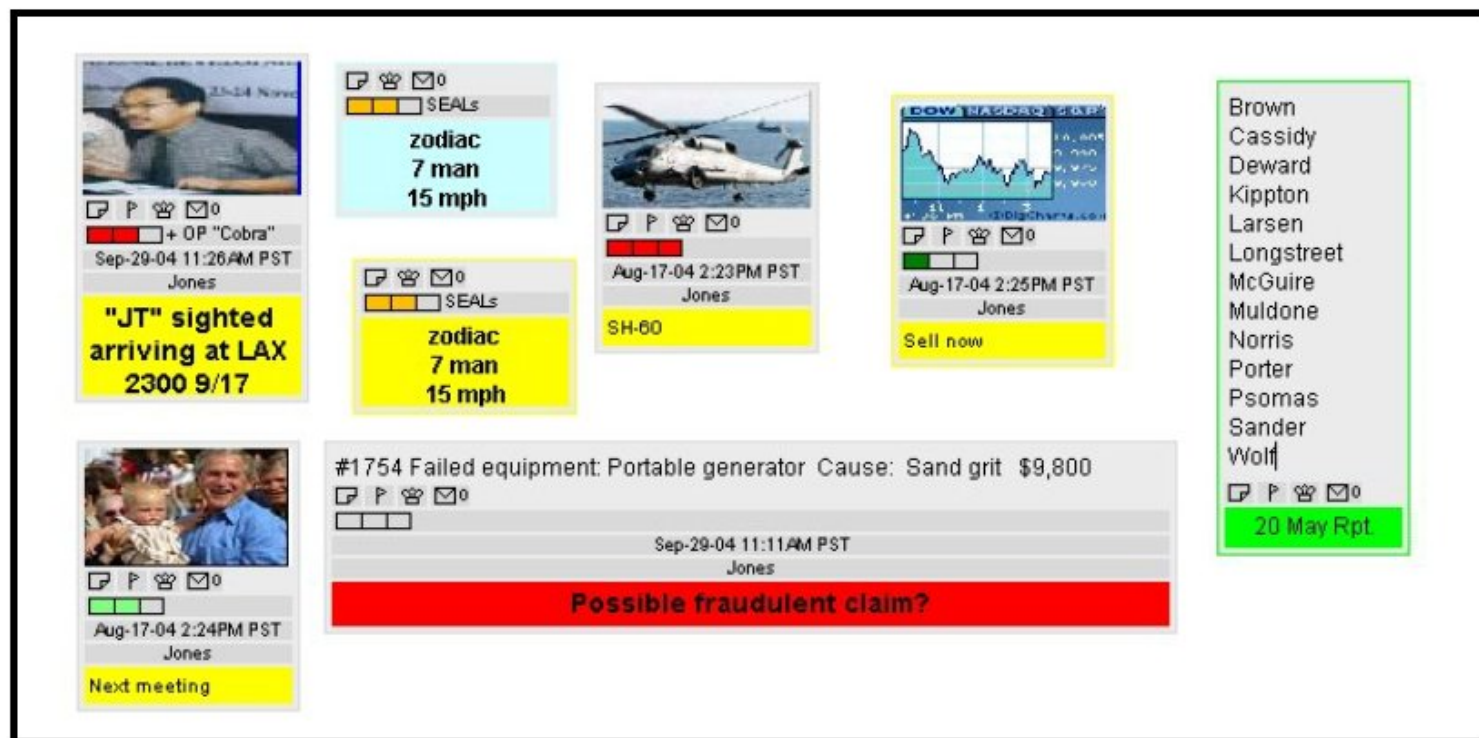 23-24 Nove
0
+ OP "Cobra"
Sep-29-04 11:26AM PST
Jones
"JT" sighted
arriving at LAX
2300 9/17
0
SEALs
zodiac
7 man
15 mph
0
SEALs
zodiac
7 man
15 mph
0
Aug-17-04 2:23PM PST
Jones
SH-60
DOW NASDAQ S&P
0
Aug-17-04 2:25PM PST
Jones
Sell now
Brown
Cassidy
Deward
Kippton
Larsen
Longstreet
McGuire
Muldone
Norris
Porter
Psomas
Sander
Wolf
0
20 May Rpt.
0
Aug-17-04 2:24PM PST
Jones
Next meeting
#1754 Failed equipment: Portable generator Cause: Sand grit $9,800
0
Sep-29-04 11:11AM PST
Jones
Possible fraudulent claim?